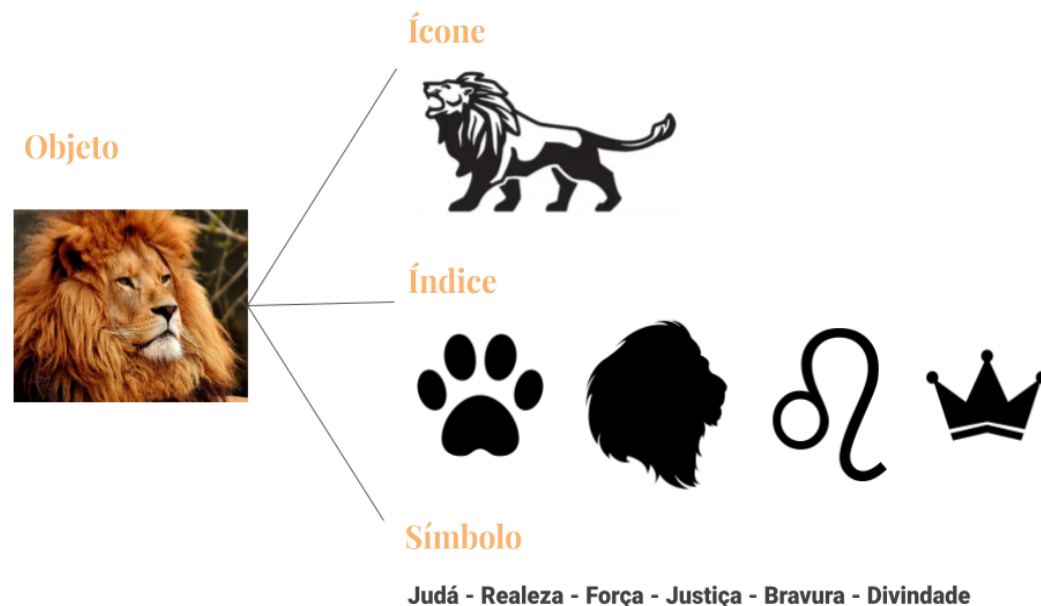 Ícone
Objeto
Índice
Símbolo
Judá - Realeza - Força - Justiça - Bravura - Divindade